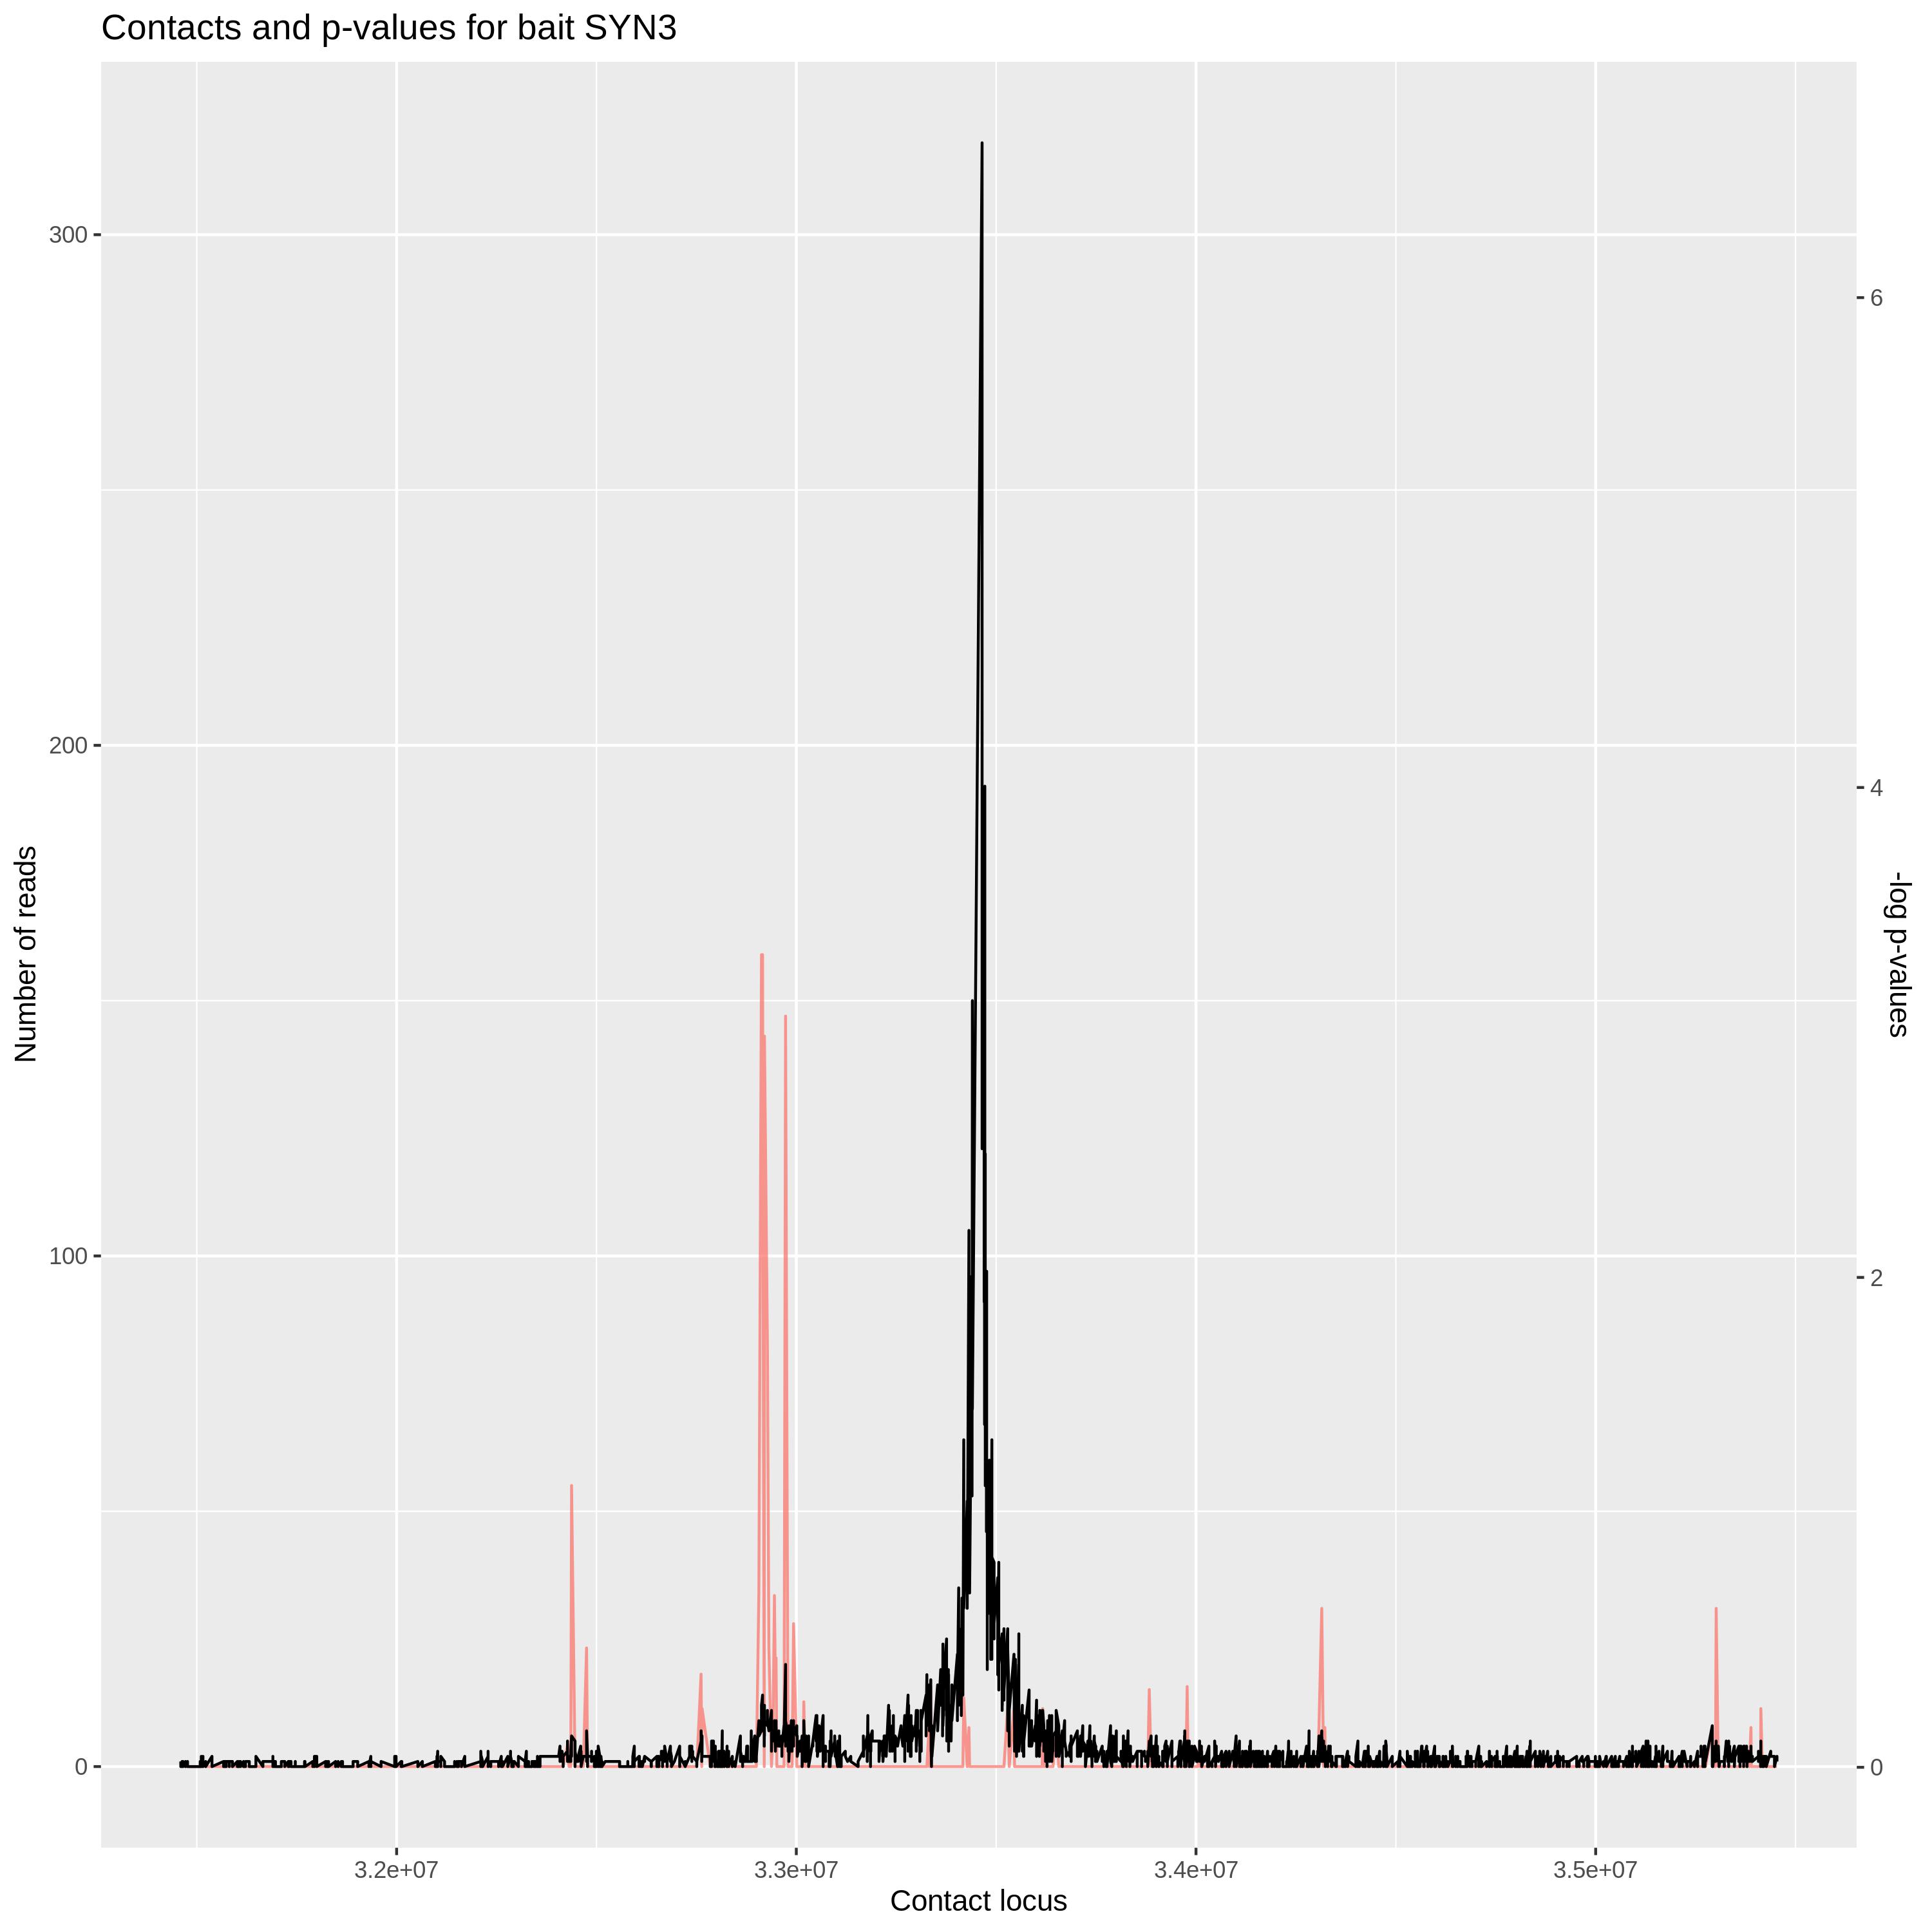 Contacts and p-values for bait SYN3
300
200
100
0
6
4
2
0
Number of reads
-log p-values
3.2e+07
3.3e+07
3.4e+07
3.5e+07
Contact locus